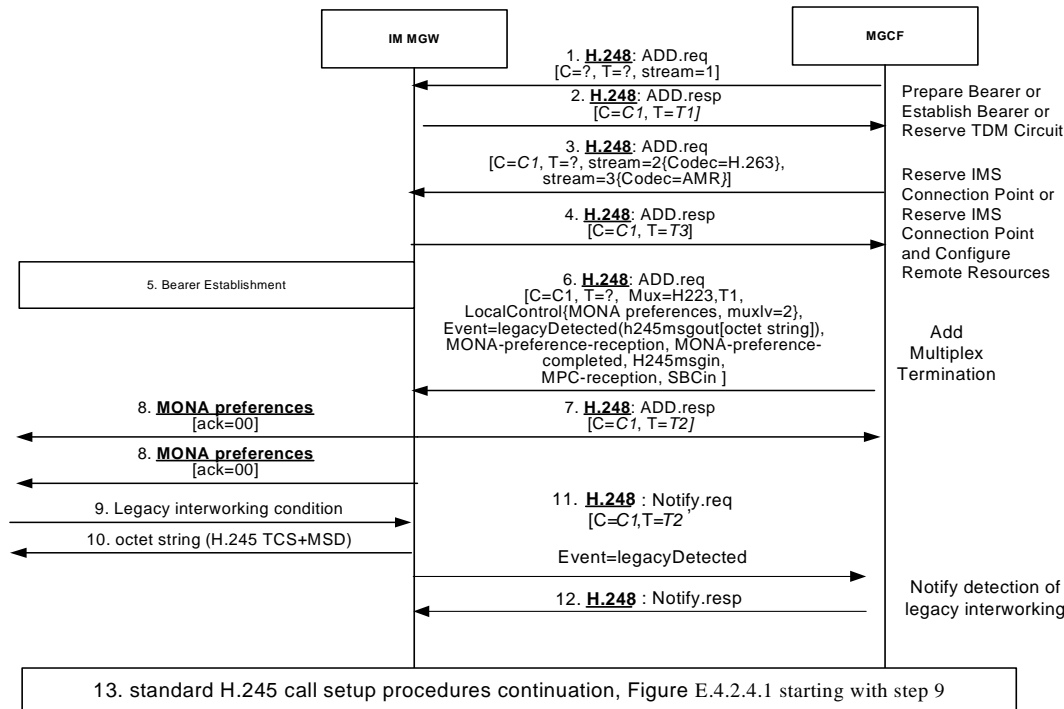 IM MGW
MGCF
1. H.248: ADD.req
[C=?, T=?, stream=1]
2. H.248: ADD.resp
[C=C1, T=T1]
Prepare Bearer or
Establish Bearer or
Reserve TDM Circuit
3. H.248: ADD.req
[C=C1, T=?, stream=2{Codec=H.263},
stream=3{Codec=AMR}]
4. H.248: ADD.resp
[C=C1, T=T3]
Reserve IMS
Connection Point or
Reserve IMS
Connection Point
and Configure
Remote Resources
5. Bearer Establishment
6. H.248: ADD.req
[C=C1, T=?, Mux=H223,T1,
LocalControl{MONA preferences, muxlv=2},
Event=legacyDetected(h245msgout[octet string]),
MONA-preference-reception, MONA-preference-
completed, H245msgin,
MPC-reception, SBCin ]
Add
Multiplex
Termination
8. MONA preferences
[ack=00]
7. H.248: ADD.resp
[C=C1, T=T2]
8. MONA preferences
[ack=00]
9. Legacy interworking condition
10. octet string (H.245 TCS+MSD)
11. H.248 : Notify.req
[C=C1,T=T2 ,
Event=legacyDetected
12. H.248 : Notify.resp
Notify detection of
legacy interworking
13. standard H.245 call setup procedures continuation, Figure E.4.2.4.1 starting with step 9